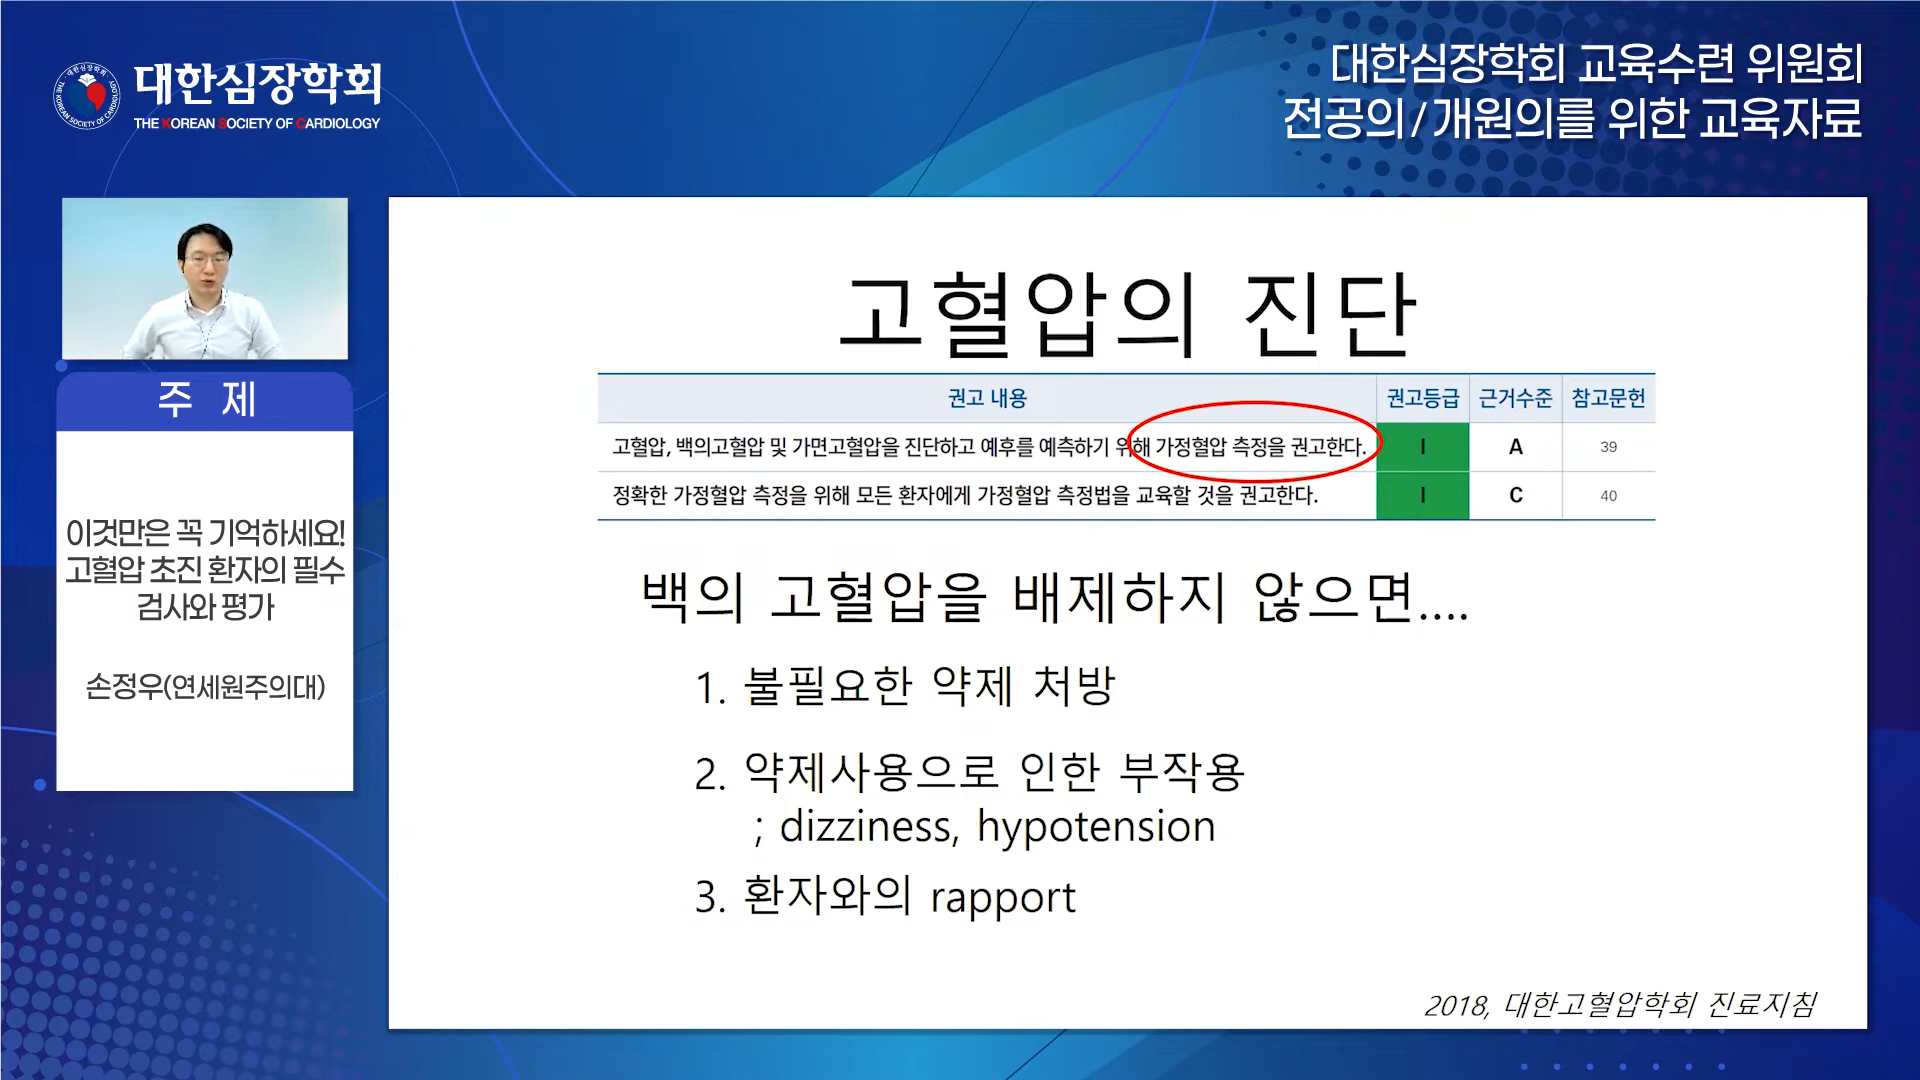 대한심장학회
THE KOREAN SOCIETY OF CARDIOLOGY
대한심장학회 교육수련 위원회
전공의/개원의를 위한 교육자료
주 제
이것만은 꼭 기억하세요!
고혈압 초진 환자의 필수
검사와 평가
손정우(연세원주의대)
고혈압의 진단
권고 내용 권고등급 근거수준 참고문헌
고혈압, 백의고혈압 및 가면고혈압을 진단하고 예후를 예측하기 위해 가정혈압 측정을 권고한다. I A 39
정확한 가정혈압 측정을 위해 모든 환자에게 가정혈압 측정법을 교육할 것을 권고한다. I C 40
백의 고혈압을 배제하지 않으면....
1. 불필요한 약제 처방
2. 약제사용으로 인한 부작용
; dizziness, hypotension
3. 환자와의 rapport
2018, 대한고혈압학회 진료지침